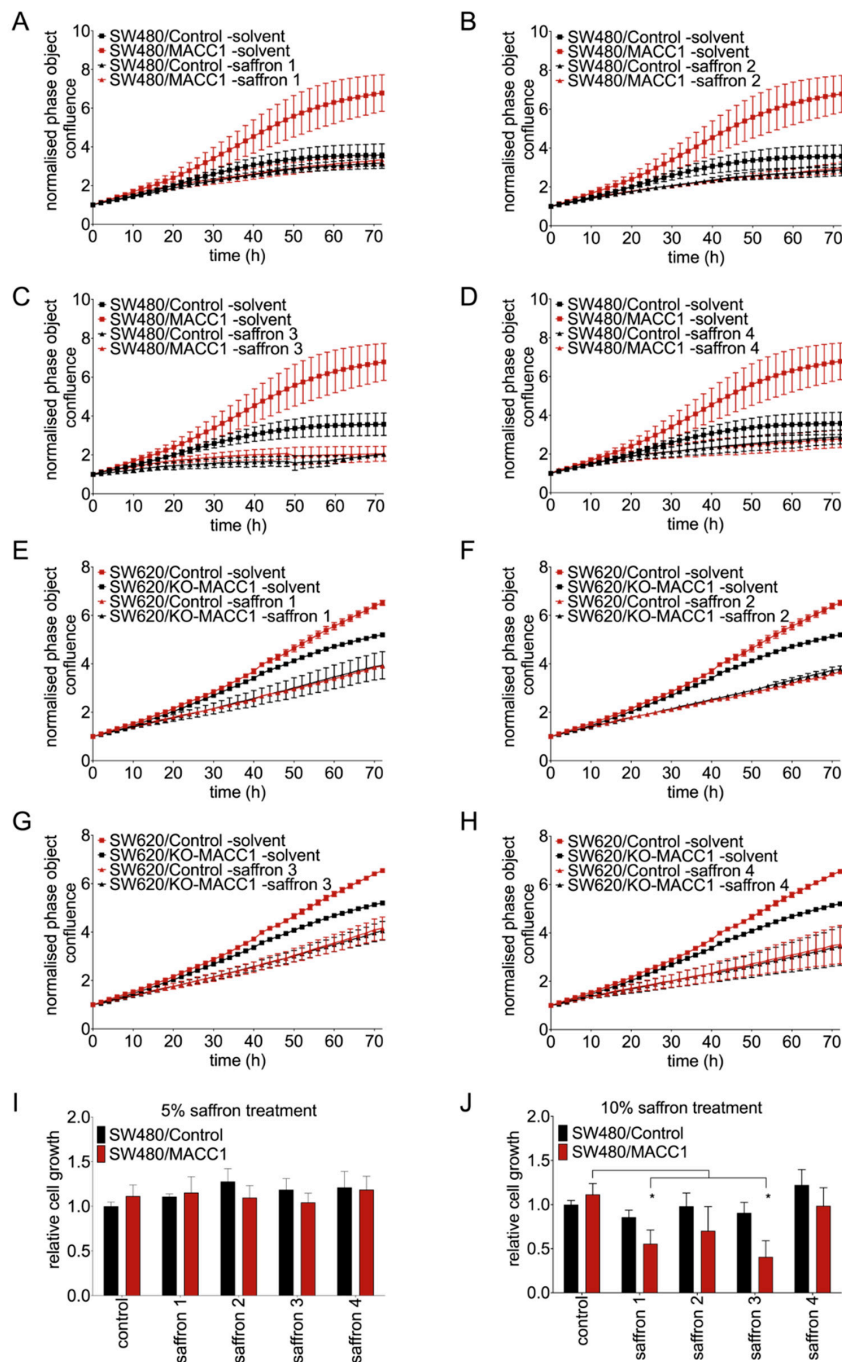 A
normalised phase object
confluence
10
8
6
4
2
0
SW480/Control -solvent
SW480/MACC1 -solvent
SW480/Control -saffron 1
SW480/MACC1 -saffron 1
0 10 20 30 40 50 60 70
time (h)
B
normalised phase object
confluence
10
8
6
4
2
0
SW480/Control -solvent
SW480/MACC1 -solvent
SW480/Control -saffron 2
SW480/MACC1 -saffron 2
0 10 20 30 40 50 60 70
time (h)
C
normalised phase object
confluence
10
8
6
4
2
0
SW480/Control -solvent
SW480/MACC1 -solvent
SW480/Control -saffron 3
SW480/MACC1 -saffron 3
0 10 20 30 40 50 60 70
time (h)
D
normalised phase object
confluence
10
8
6
4
2
0
SW480/Control -solvent
SW480/MACC1 -solvent
SW480/Control -saffron 4
SW480/MACC1 -saffron 4
0 10 20 30 40 50 60 70
time (h)
E
normalised phase object
confluence
8
6
4
2
0
SW620/Control -solvent
SW620/KO-MACC1 -solvent
SW620/Control -saffron 1
SW620/KO-MACC1 -saffron 1
0 10 20 30 40 50 60 70
time (h)
F
normalised phase object
confluence
8
6
4
2
0
SW620/Control -solvent
SW620/KO-MACC1 -solvent
SW620/Control -saffron 2
SW620/KO-MACC1 -saffron 2
0 10 20 30 40 50 60 70
time (h)
G
normalised phase object
confluence
8
6
4
2
0
SW620/Control -solvent
SW620/KO-MACC1 -solvent
SW620/Control -saffron 3
SW620/KO-MACC1 -saffron 3
0 10 20 30 40 50 60 70
time (h)
H
normalised phase object
confluence
8
6
4
2
0
SW620/Control -solvent
SW620/KO-MACC1 -solvent
SW620/Control -saffron 4
SW620/KO-MACC1 -saffron 4
0 10 20 30 40 50 60 70
time (h)
I
5% saffron treatment
relative cell growth
2.0
1.5
1.0
0.5
0.0
SW480/Control
SW480/MACC1
control
saffron 1
saffron 2
saffron 3
saffron 4
J
10% saffron treatment
relative cell growth
2.0
1.5
1.0
0.5
0.0
SW480/Control
SW480/MACC1
* *
control
saffron 1
saffron 2
saffron 3
saffron 4